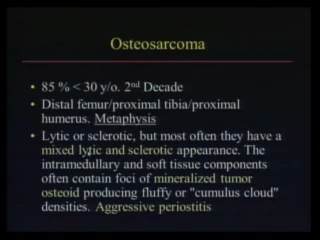 Osteosarcoma
• 85 % < 30 y/o. 2nd Decade
• Distal femur/proximal tibia/proximal
humerus. Metaphysis
• Lytic or sclerotic, but most often they have a
mixed lytic and sclerotic appearance. The
intramedullary and soft tissue components
often contain foci of mineralized tumor
osteoid producing fluffy or "cumulus cloud"
densities. Aggressive periostitis